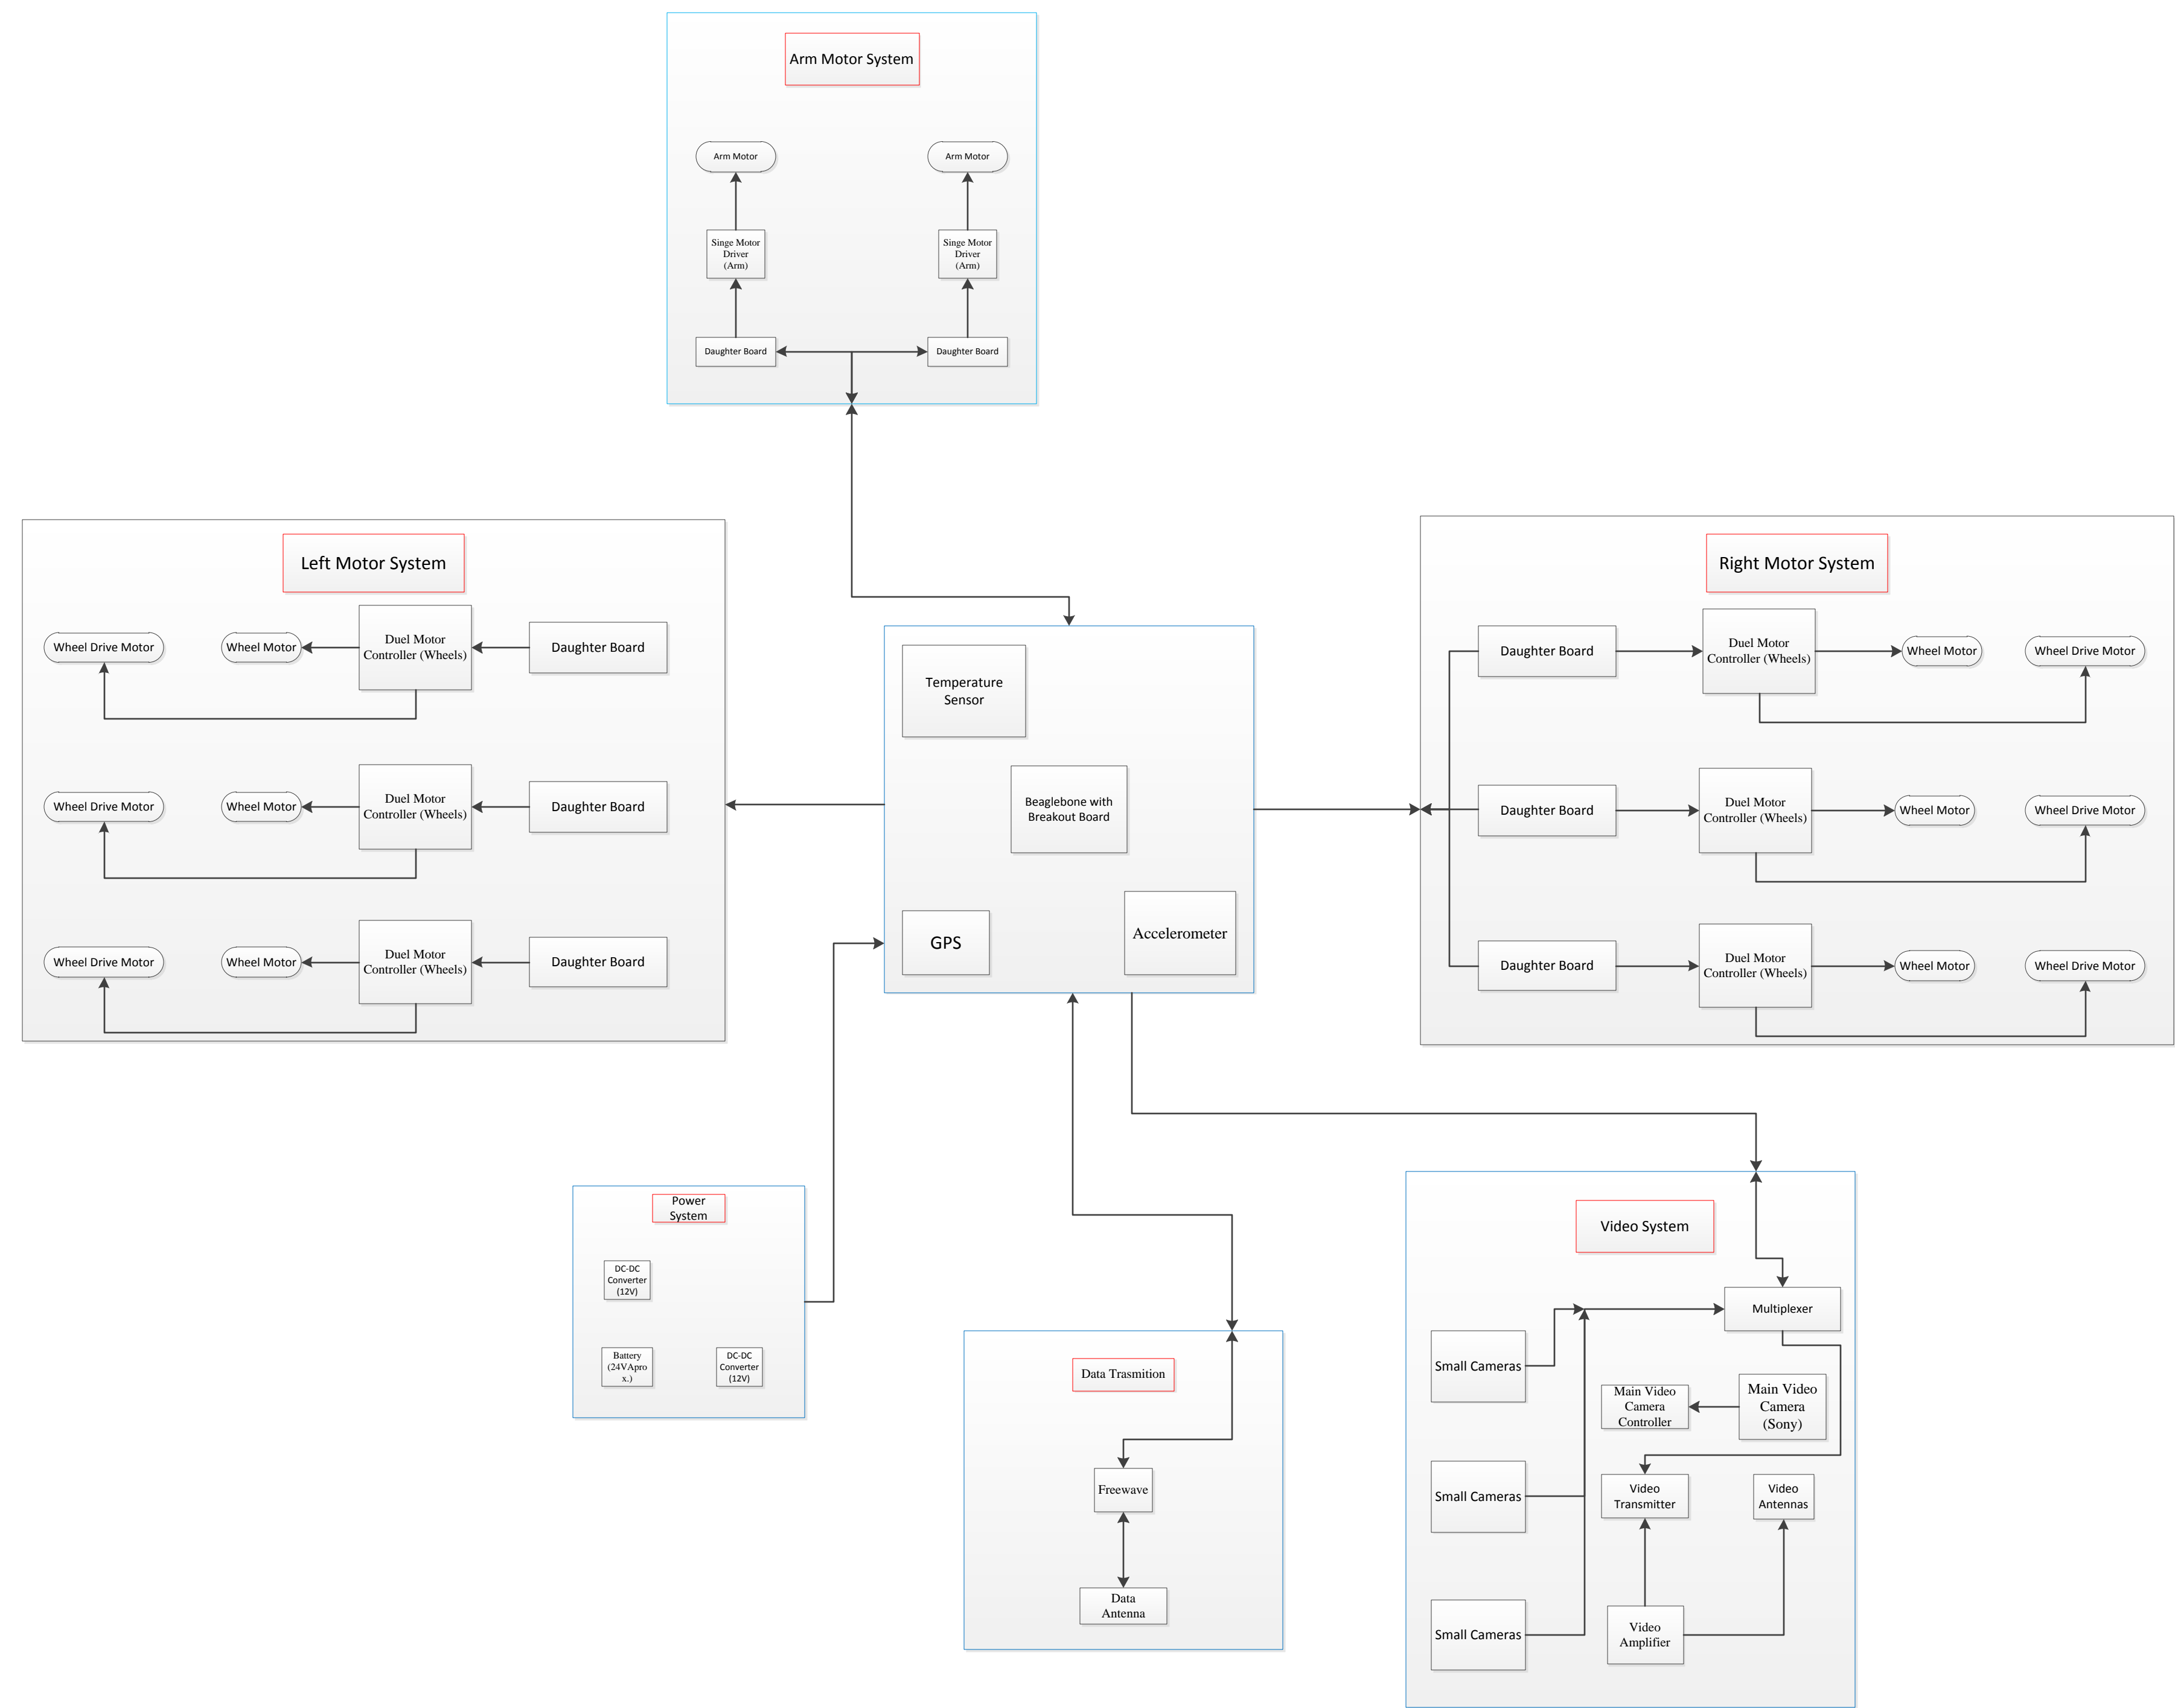 Arm Motor System
Arm Motor
Arm Motor
Singe Motor
Driver
(Arm)
Singe Motor
Driver
(Arm)
Daughter Board
Daughter Board
Left Motor System
Wheel Drive Motor
Wheel Motor
Duel Motor
Controller (Wheels)
Daughter Board
Wheel Drive Motor
Wheel Motor
Duel Motor
Controller (Wheels)
Daughter Board
Wheel Drive Motor
Wheel Motor
Duel Motor
Controller (Wheels)
Daughter Board
Temperature
Sensor
Beaglebone with
Breakout Board
GPS
Accelerometer
Right Motor System
Daughter Board
Duel Motor
Controller (Wheels)
Wheel Motor
Wheel Drive Motor
Daughter Board
Duel Motor
Controller (Wheels)
Wheel Motor
Wheel Drive Motor
Daughter Board
Duel Motor
Controller (Wheels)
Wheel Motor
Wheel Drive Motor
Power
System
DC-DC
Converter
(12V)
Battery
(24VApro
x.)
DC-DC
Converter
(12V)
Data Trasmition
Freewave
Data
Antenna
Video System
Multiplexer
Small Cameras
Main Video
Camera
Controller
Main Video
Camera
(Sony)
Small Cameras
Video
Transmitter
Video
Antennas
Small Cameras
Video
Amplifier